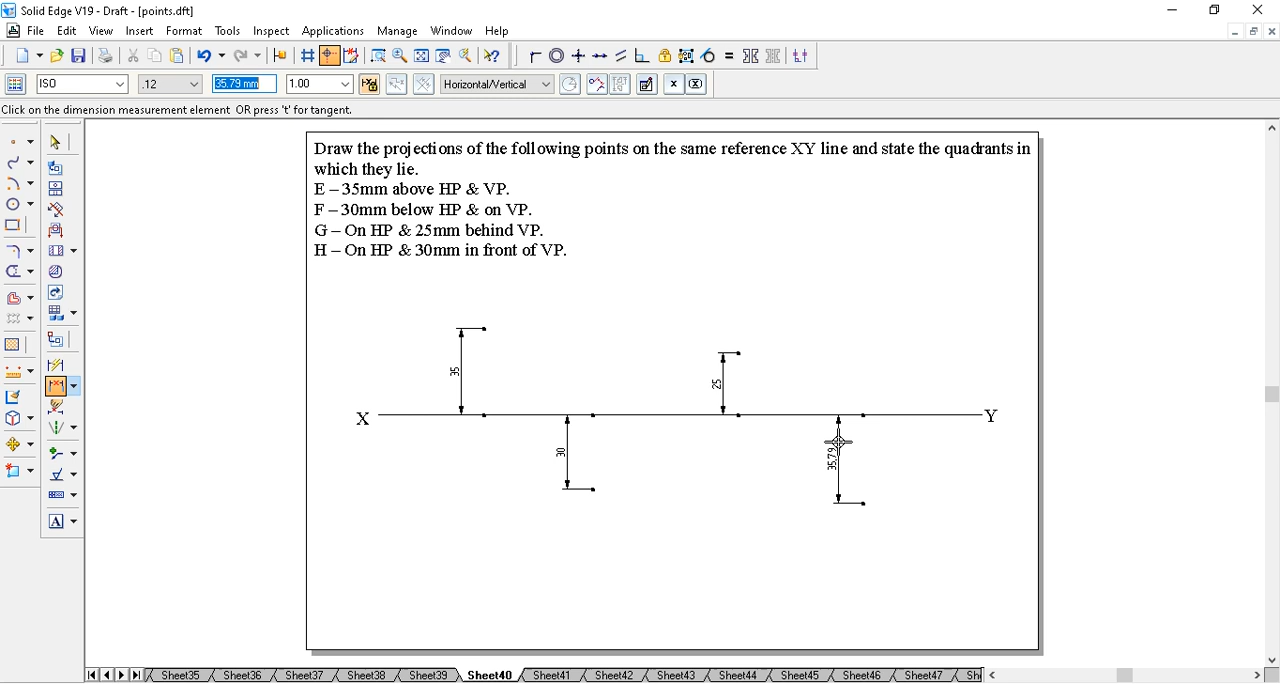 Solid Edge V19 - Draft - [points.dft]
File Edit View Insert Format Tools Inspect Applications Manage Window Help
ISO .12 35.79 mm 1.00 Horizontal/Vertical
Click on the dimension measurement element OR press 't' for tangent.
Draw the projections of the following points on the same reference XY line and state the quadrants in
which they lie.
E – 35mm above HP & VP.
F – 30mm below HP & on VP.
G – On HP & 25mm behind VP.
H – On HP & 30mm in front of VP.
35
25
X
Y
30
35.79
A
Sheet35 Sheet36 Sheet37 Sheet38 Sheet39 Sheet40 Sheet41 Sheet42 Sheet43 Sheet44 Sheet45 Sheet46 Sheet47 Sh